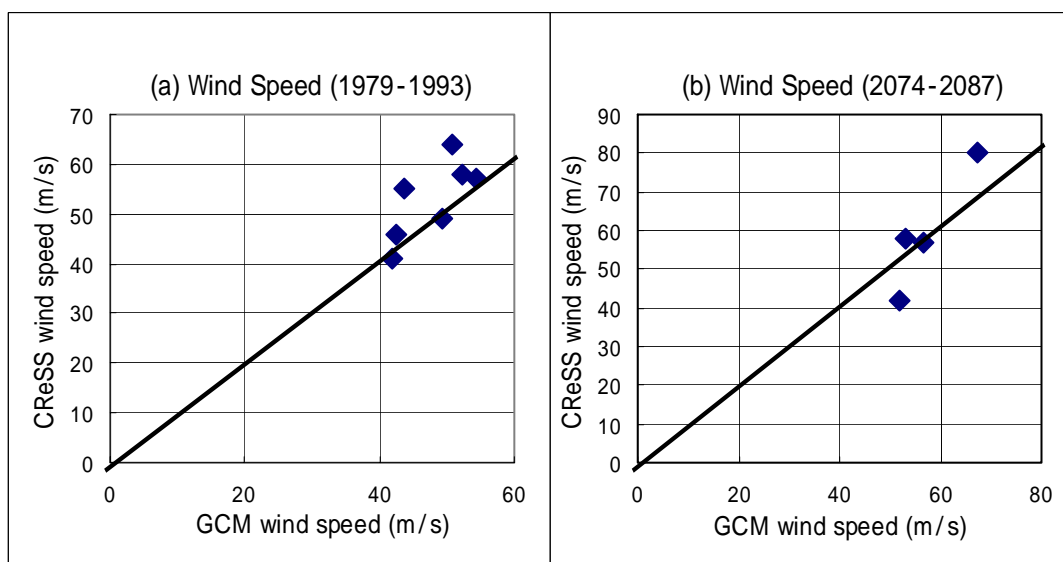 (a) Wind Speed (1979-1993)
70
60
50
40
30
20
10
0
CReSS wind speed (m/s)
0 20 40 60
GCM wind speed (m/s)
(b) Wind Speed (2074-2087)
90
80
70
60
50
40
30
20
10
0
CReSS wind speed (m/s)
0 20 40 60 80
GCM wind speed (m/s)